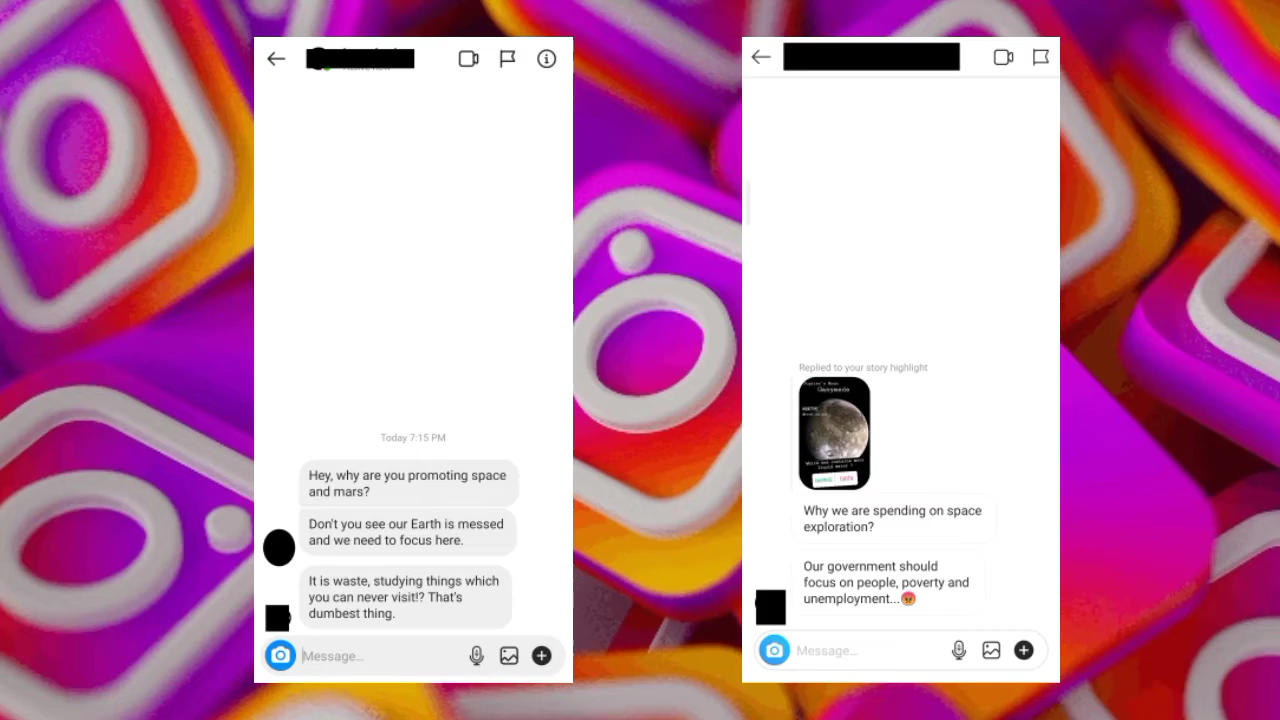 Today 7:15 PM
Hey, why are you promoting space
and mars?
Don't you see our Earth is messed
and we need to focus here.
It is waste, studying things which
you can never visit!? That's
dumbest thing.
Message...
Replied to your story highlight
Jupiter's Moon
Ganymede
Why we are spending on space
exploration?
Our government should
focus on people, poverty and
unemployment...😡
Message...